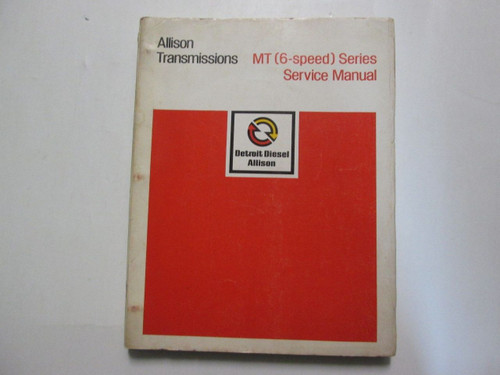 Allison
Transmissions
MT (6-speed) Series
Service Manual
Detroit Diesel
Allison